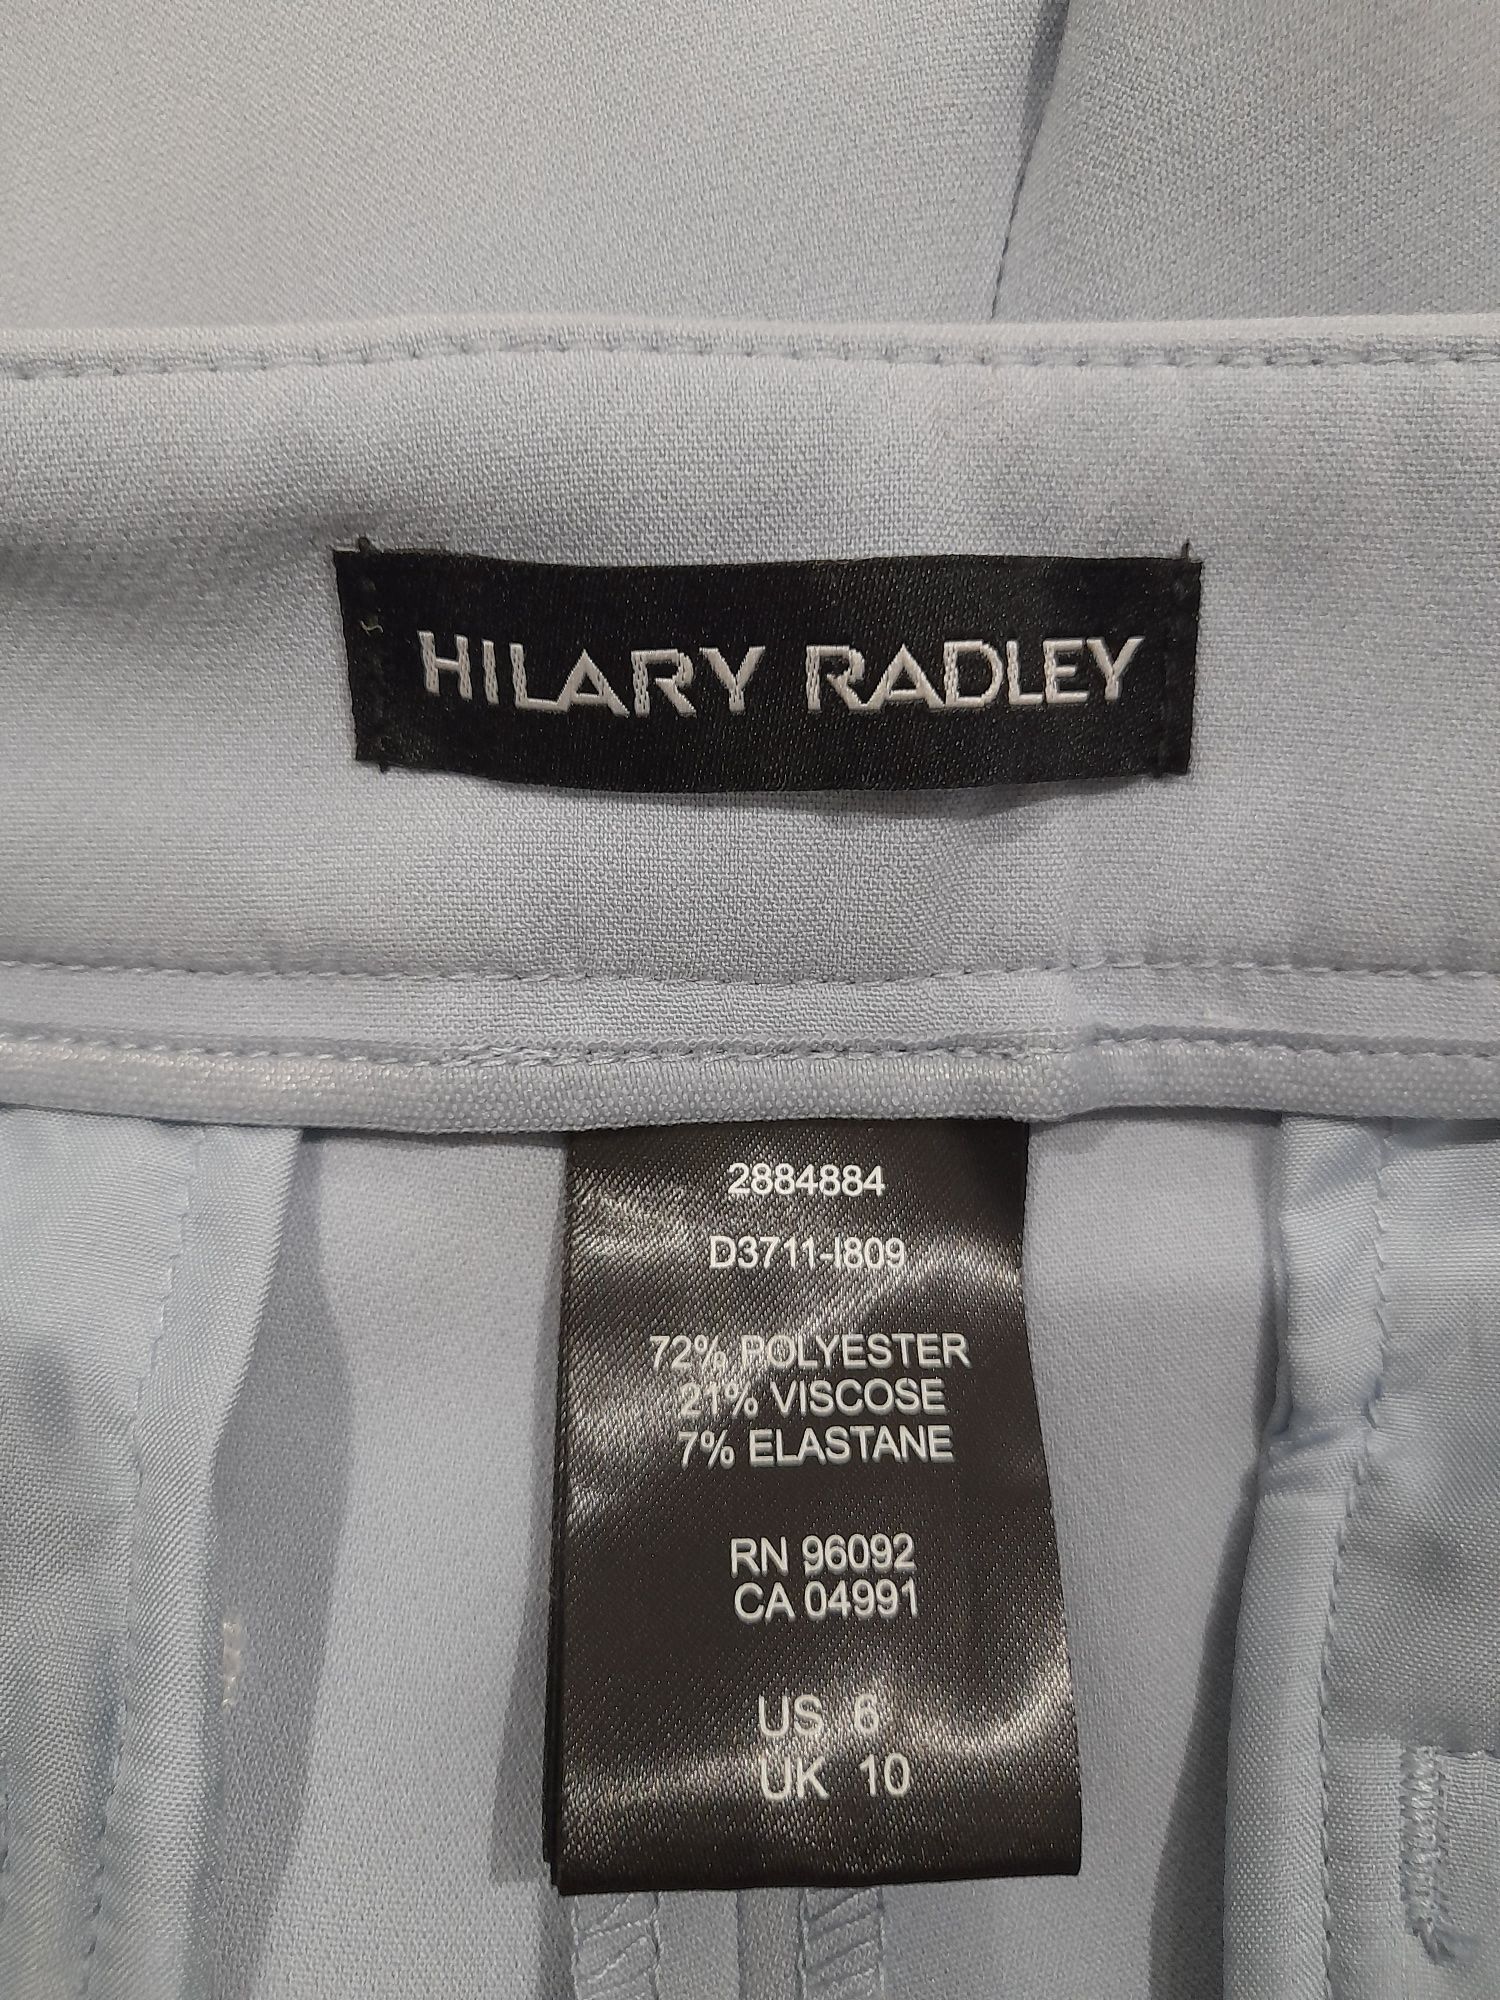 HILARY RADLEY
2884884
D3711-I809
72% POLYESTER
21% VISCOSE
7% ELASTANE
RN 96092
CA 04991
US 6
UK 10